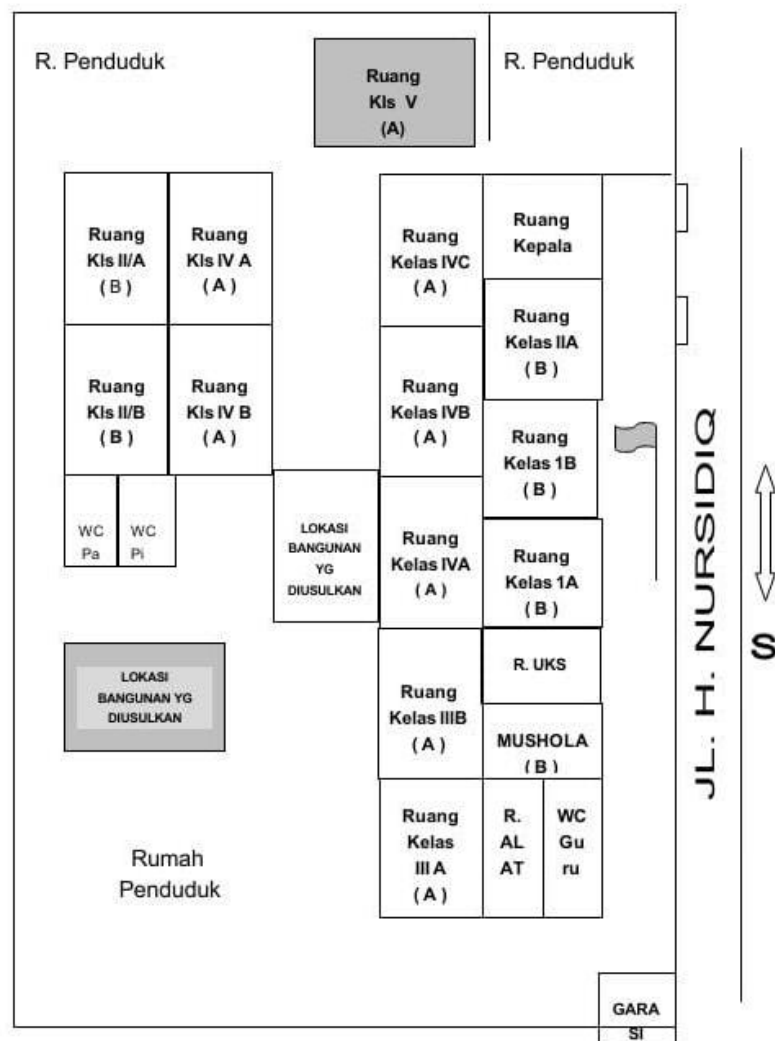 R. Penduduk
Ruang
Kls V
(A)
R. Penduduk
Ruang
Kls II/A
( B )
Ruang
Kls IV A
( A )
Ruang
Kelas IVC
( A )
Ruang
Kepala
Ruang
Kelas IIA
( B )
Ruang
Kls II/B
( B )
Ruang
Kls IV B
( A )
Ruang
Kelas IVB
( A )
Ruang
Kelas 1B
( B )
WC
Pa
WC
Pi
LOKASI
BANGUNAN
YG
DIUSULKAN
Ruang
Kelas IVA
( A )
Ruang
Kelas 1A
( B )
JL. H. NURSIDIQ
S
LOKASI
BANGUNAN YG
DIUSULKAN
Ruang
Kelas IIIB
( A )
R. UKS
MUSHOLA
( B )
Rumah
Penduduk
Ruang
Kelas
III A
( A )
R.
AL
AT
WC
Gu
ru
GARA
SI